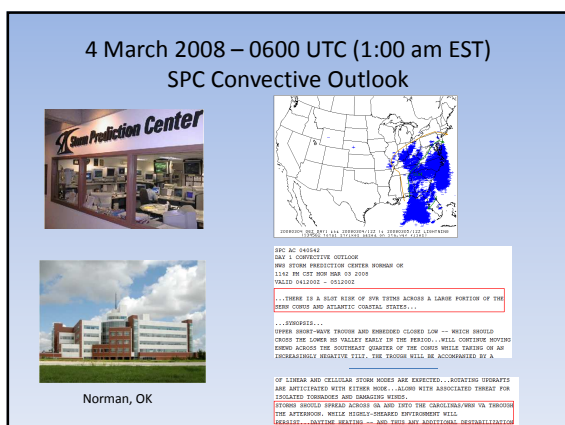 4 March 2008 – 0600 UTC (1:00 am EST)
SPC Convective Outlook
Storm Prediction Center
SPC AC 040542
DAY 1 CONVECTIVE OUTLOOK
NWS STORM PREDICTION CENTER NORMAN OK
1142 PM CST MON MAR 03 2008
VALID 041200Z - 051200Z
...THERE IS A SLGT RISK OF SVR TSTMS ACROSS A LARGE PORTION OF THE
SERN CONUS AND ATLANTIC COASTAL STATES...
...SYNOPSIS...
UPPER SHORT-WAVE TROUGH AND EMBEDDED CLOSED LOW -- WHICH SHOULD
CROSS THE LOWER MS VALLEY EARLY IN THE PERIOD...WILL CONTINUE MOVING
ENEWD ACROSS THE SOUTHEAST QUARTER OF THE CONUS WHILE TAKING ON AN
INCREASINGLY NEGATIVE TILT. THE TROUGH WILL BE ACCOMPANIED BY A
OF LINEAR AND CELLULAR STORM MODES ARE EXPECTED...ROTATING UPDRAFTS
ARE ANTICIPATED WITH EITHER MODE...ALONG WITH ASSOCIATED THREAT FOR
ISOLATED TORNADOES AND DAMAGING WINDS.
STORMS SHOULD SPREAD ACROSS GA AND INTO THE CAROLINAS/WRN VA THROUGH
THE AFTERNOON. WHILE HIGHLY-SHEARED ENVIRONMENT WILL
PERSIST...DAYTIME HEATING -- AND THUS ANY ADDITIONAL DESTABILIZATION
Norman, OK